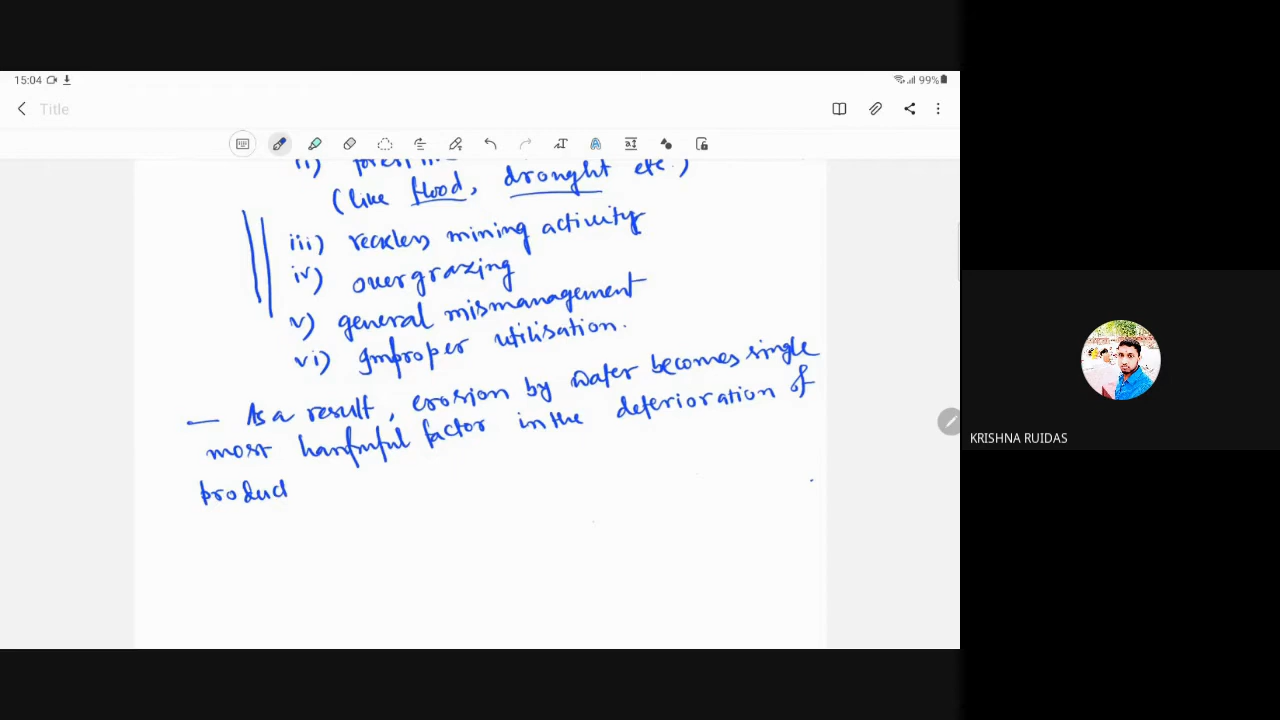 15:04
99%
Title
ii)
(like flood, drought etc.)
iii) reckless mining activity
iv) overgrazing
v) general mismanagement
vi) Improper utilisation.
— As a result, erosion by water becomes single
most harmful factor in the deterioration of
product
KRISHNA RUIDAS